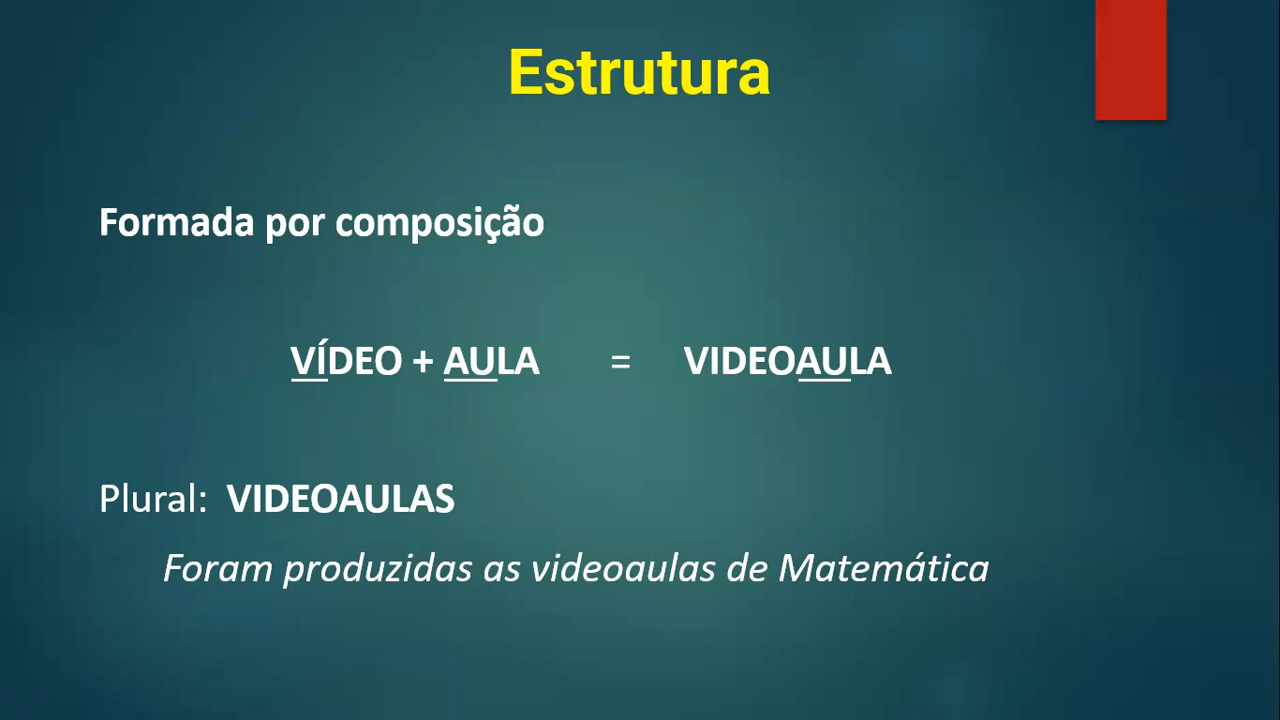 Estrutura
Formada por composição
VÍDEO + AULA = VIDEOAULA
Plural: VIDEOAULAS
Foram produzidas as videoaulas de Matemática